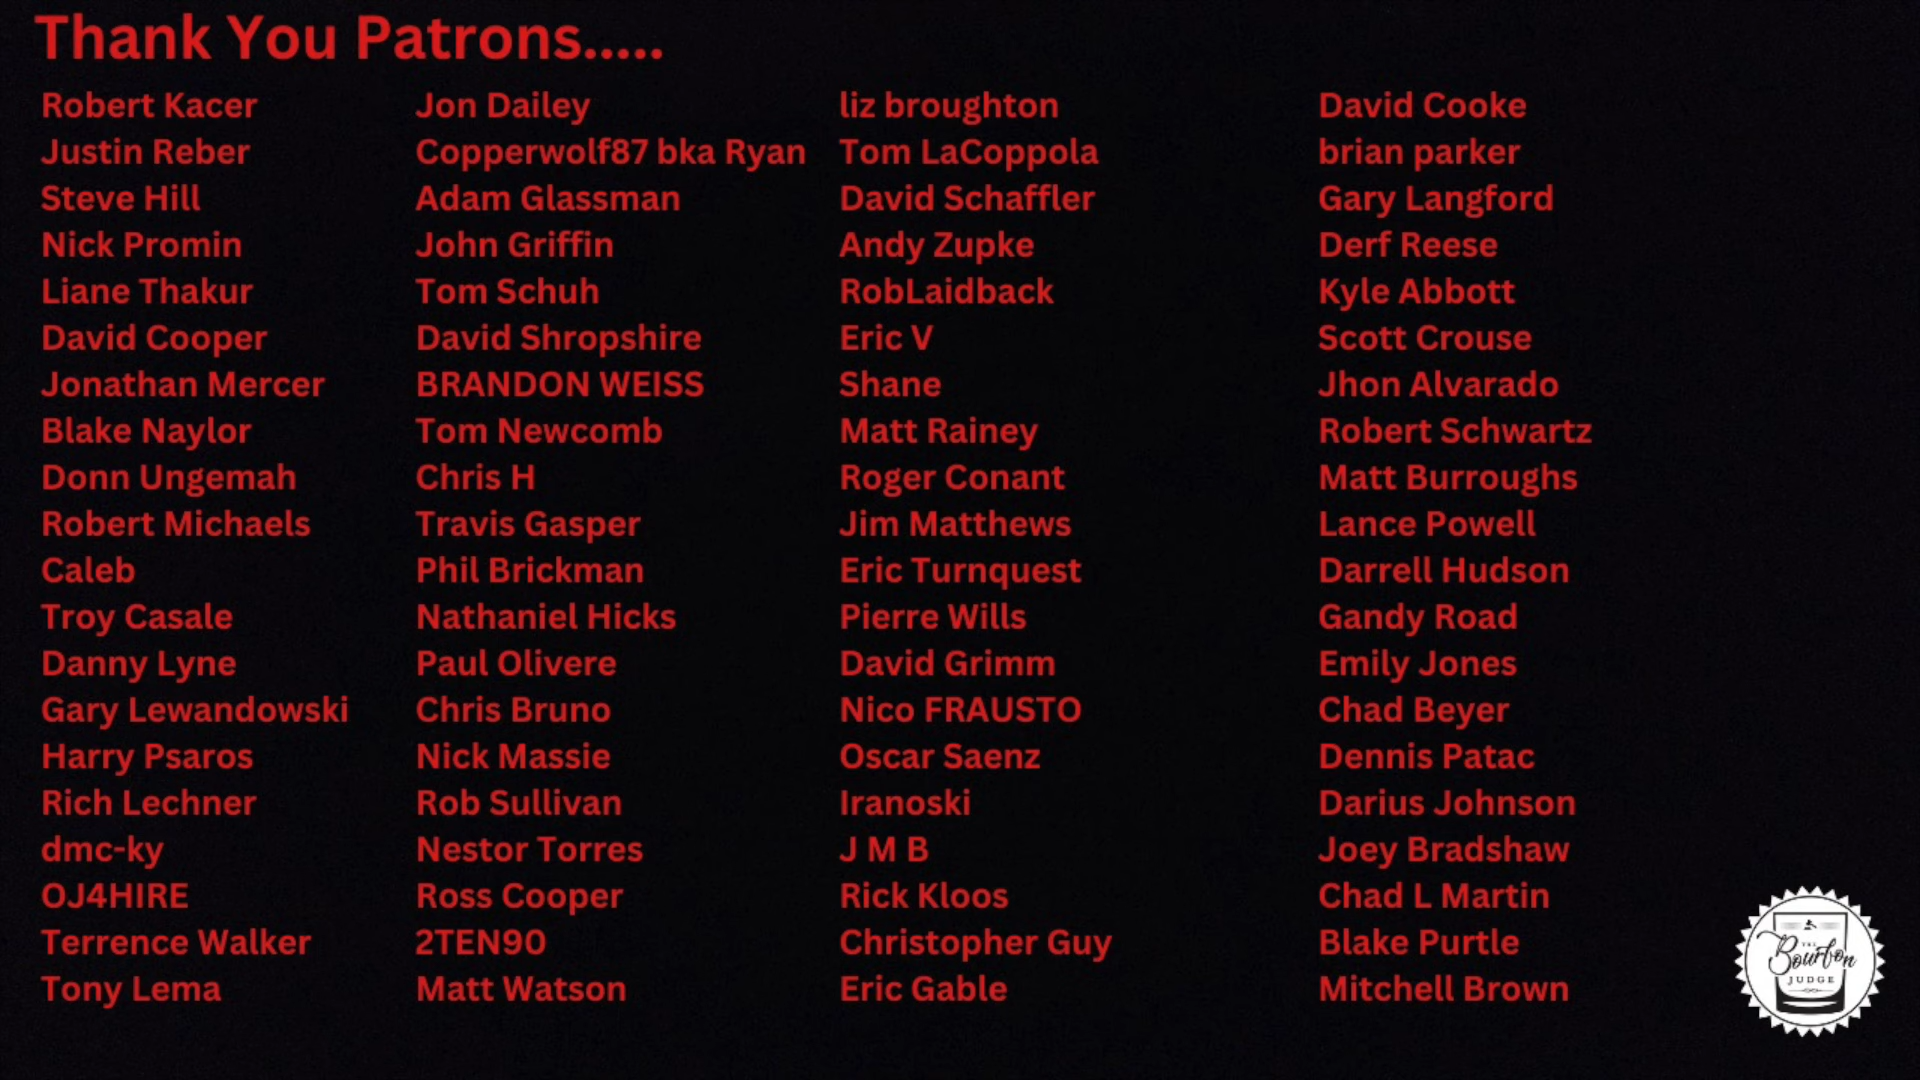 Thank You Patrons.....
Robert Kacer
Justin Reber
Steve Hill
Nick Promin
Liane Thakur
David Cooper
Jonathan Mercer
Blake Naylor
Donn Ungemah
Robert Michaels
Caleb
Troy Casale
Danny Lyne
Gary Lewandowski
Harry Psaros
Rich Lechner
dmc-ky
OJ4HIRE
Terrence Walker
Tony Lema
Jon Dailey
Copperwolf87 bka Ryan
Adam Glassman
John Griffin
Tom Schuh
David Shropshire
BRANDON WEISS
Tom Newcomb
Chris H
Travis Gasper
Phil Brickman
Nathaniel Hicks
Paul Olivere
Chris Bruno
Nick Massie
Rob Sullivan
Nestor Torres
Ross Cooper
2TEN90
Matt Watson
liz broughton
Tom LaCoppola
David Schaffler
Andy Zupke
RobLaidback
Eric V
Shane
Matt Rainey
Roger Conant
Jim Matthews
Eric Turnquest
Pierre Wills
David Grimm
Nico FRAUSTO
Oscar Saenz
Iranoski
J M B
Rick Kloos
Christopher Guy
Eric Gable
David Cooke
brian parker
Gary Langford
Derf Reese
Kyle Abbott
Scott Crouse
Jhon Alvarado
Robert Schwartz
Matt Burroughs
Lance Powell
Darrell Hudson
Gandy Road
Emily Jones
Chad Beyer
Dennis Patac
Darius Johnson
Joey Bradshaw
Chad L Martin
Blake Purtle
Mitchell Brown
THE
Bourbon
JUDGE